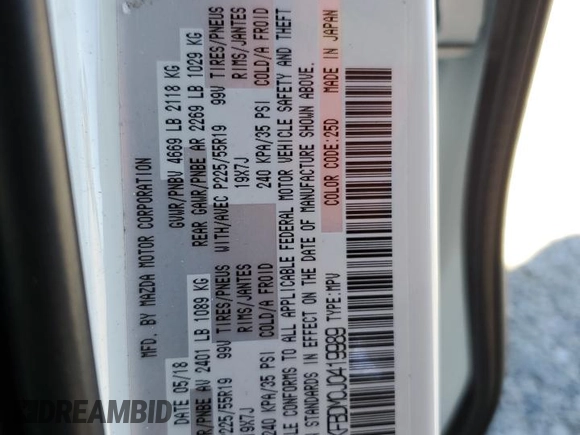 MFD. BY MAZDA MOTOR CORPORATION
DATE 05/18 GVWR/PNBV 4669 LB 2118 KG
/PNBE AV 2401 LB 1089 KG REAR GAWR/PNBE AR 2269 LB 1029 KG
P225/55R19 99V TIRES/PNEUS WITH/AVEC P225/55R19 99V TIRES/PNEUS
19X7J RIMS/JANTES 19X7J RIMS/JANTES
240 KPA/35 PSI COLD/A FROID 240 KPA/35 PSI COLD/A FROID
CONFORMS TO ALL APPLICABLE FEDERAL MOTOR VEHICLE SAFETY AND THEFT
STANDARDS IN EFFECT ON THE DATE OF MANUFACTURE SHOWN ABOVE.
KFBDM0J0419989 TYPE:MPV COLOR CODE:25D MADE IN JAPAN
RideSafely.com